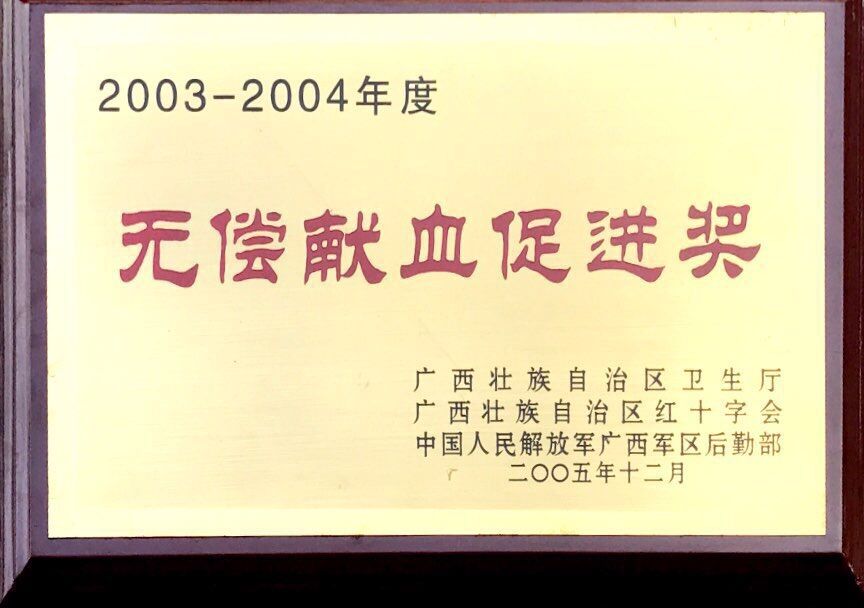 2003-2004年度
无偿献血促进奖
广西壮族自治区卫生厅
广西壮族自治区红十字会
中国人民解放军广西军区后勤部
二〇〇五年十二月